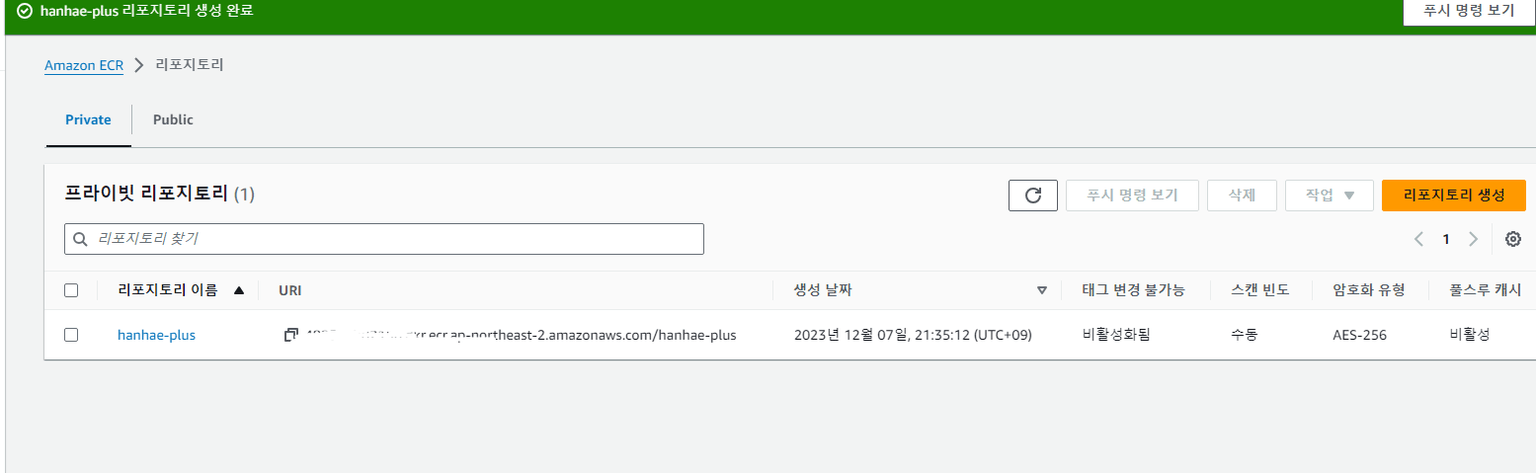 hanhae-plus 리포지토리 생성 완료
푸시 명령 보기
Amazon ECR > 리포지토리
Private
Public
프라이빗 리포지토리 (1)
푸시 명령 보기
삭제
작업
리포지토리 생성
리포지토리 찾기
1
리포지토리 이름
URI
생성 날짜
태그 변경 불가능
스캔 빈도
암호화 유형
풀스루 캐시
hanhae-plus
ecr.ap-northeast-2.amazonaws.com/hanhae-plus
2023년 12월 07일, 21:35:12 (UTC+09)
비활성화됨
수동
AES-256
비활성